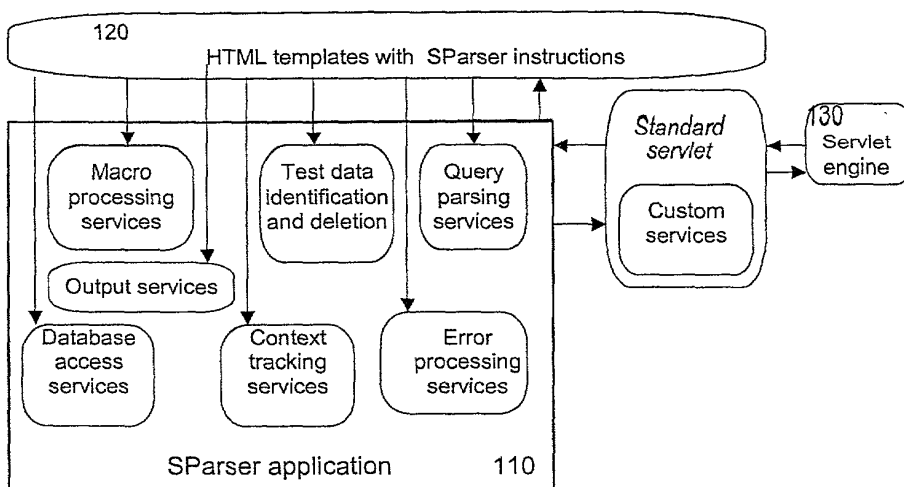 120
HTML templates with SParser instructions
Macro
processing
services
Test data
identification
and deletion
Query
parsing
services
Standard
servlet
Custom
services
130
Servlet
engine
Output services
Database
access
services
Context
tracking
services
Error
processing
services
SParser application
110